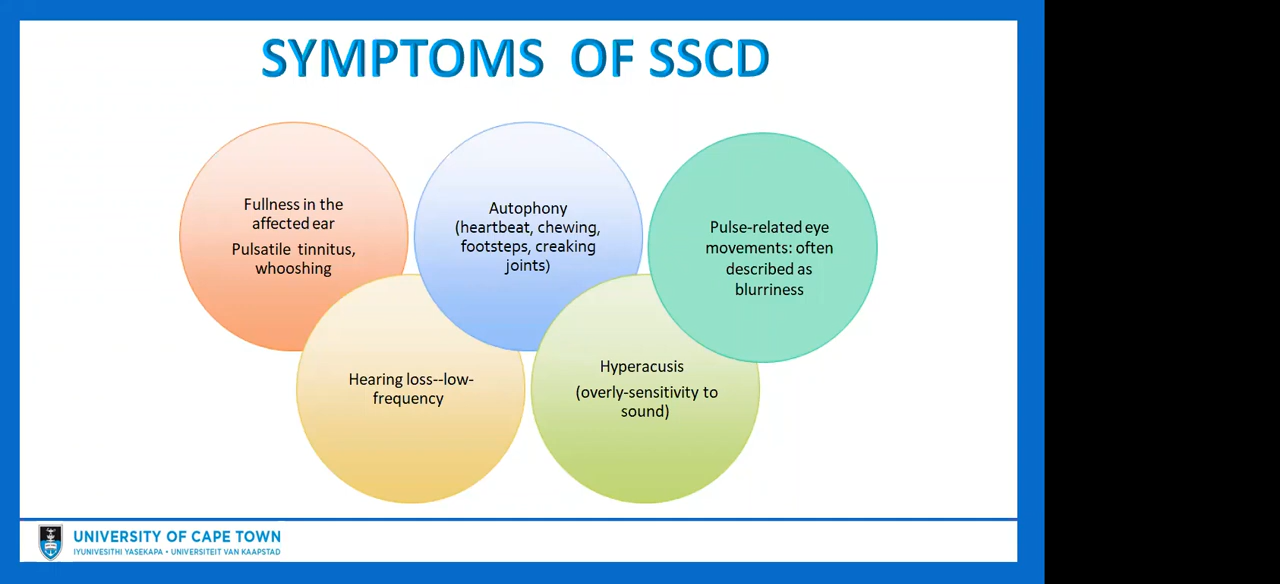 SYMPTOMS OF SSCD
Fullness in the
affected ear
Pulsatile tinnitus,
whooshing
Autophony
(heartbeat, chewing,
footsteps, creaking
joints)
Pulse-related eye
movements: often
described as
blurriness
Hearing loss--low-
frequency
Hyperacusis
(overly-sensitivity to
sound)
UNIVERSITY OF CAPE TOWN
IYUNIVESITHI YASEKAPA • UNIVERSITEIT VAN KAAPSTAD